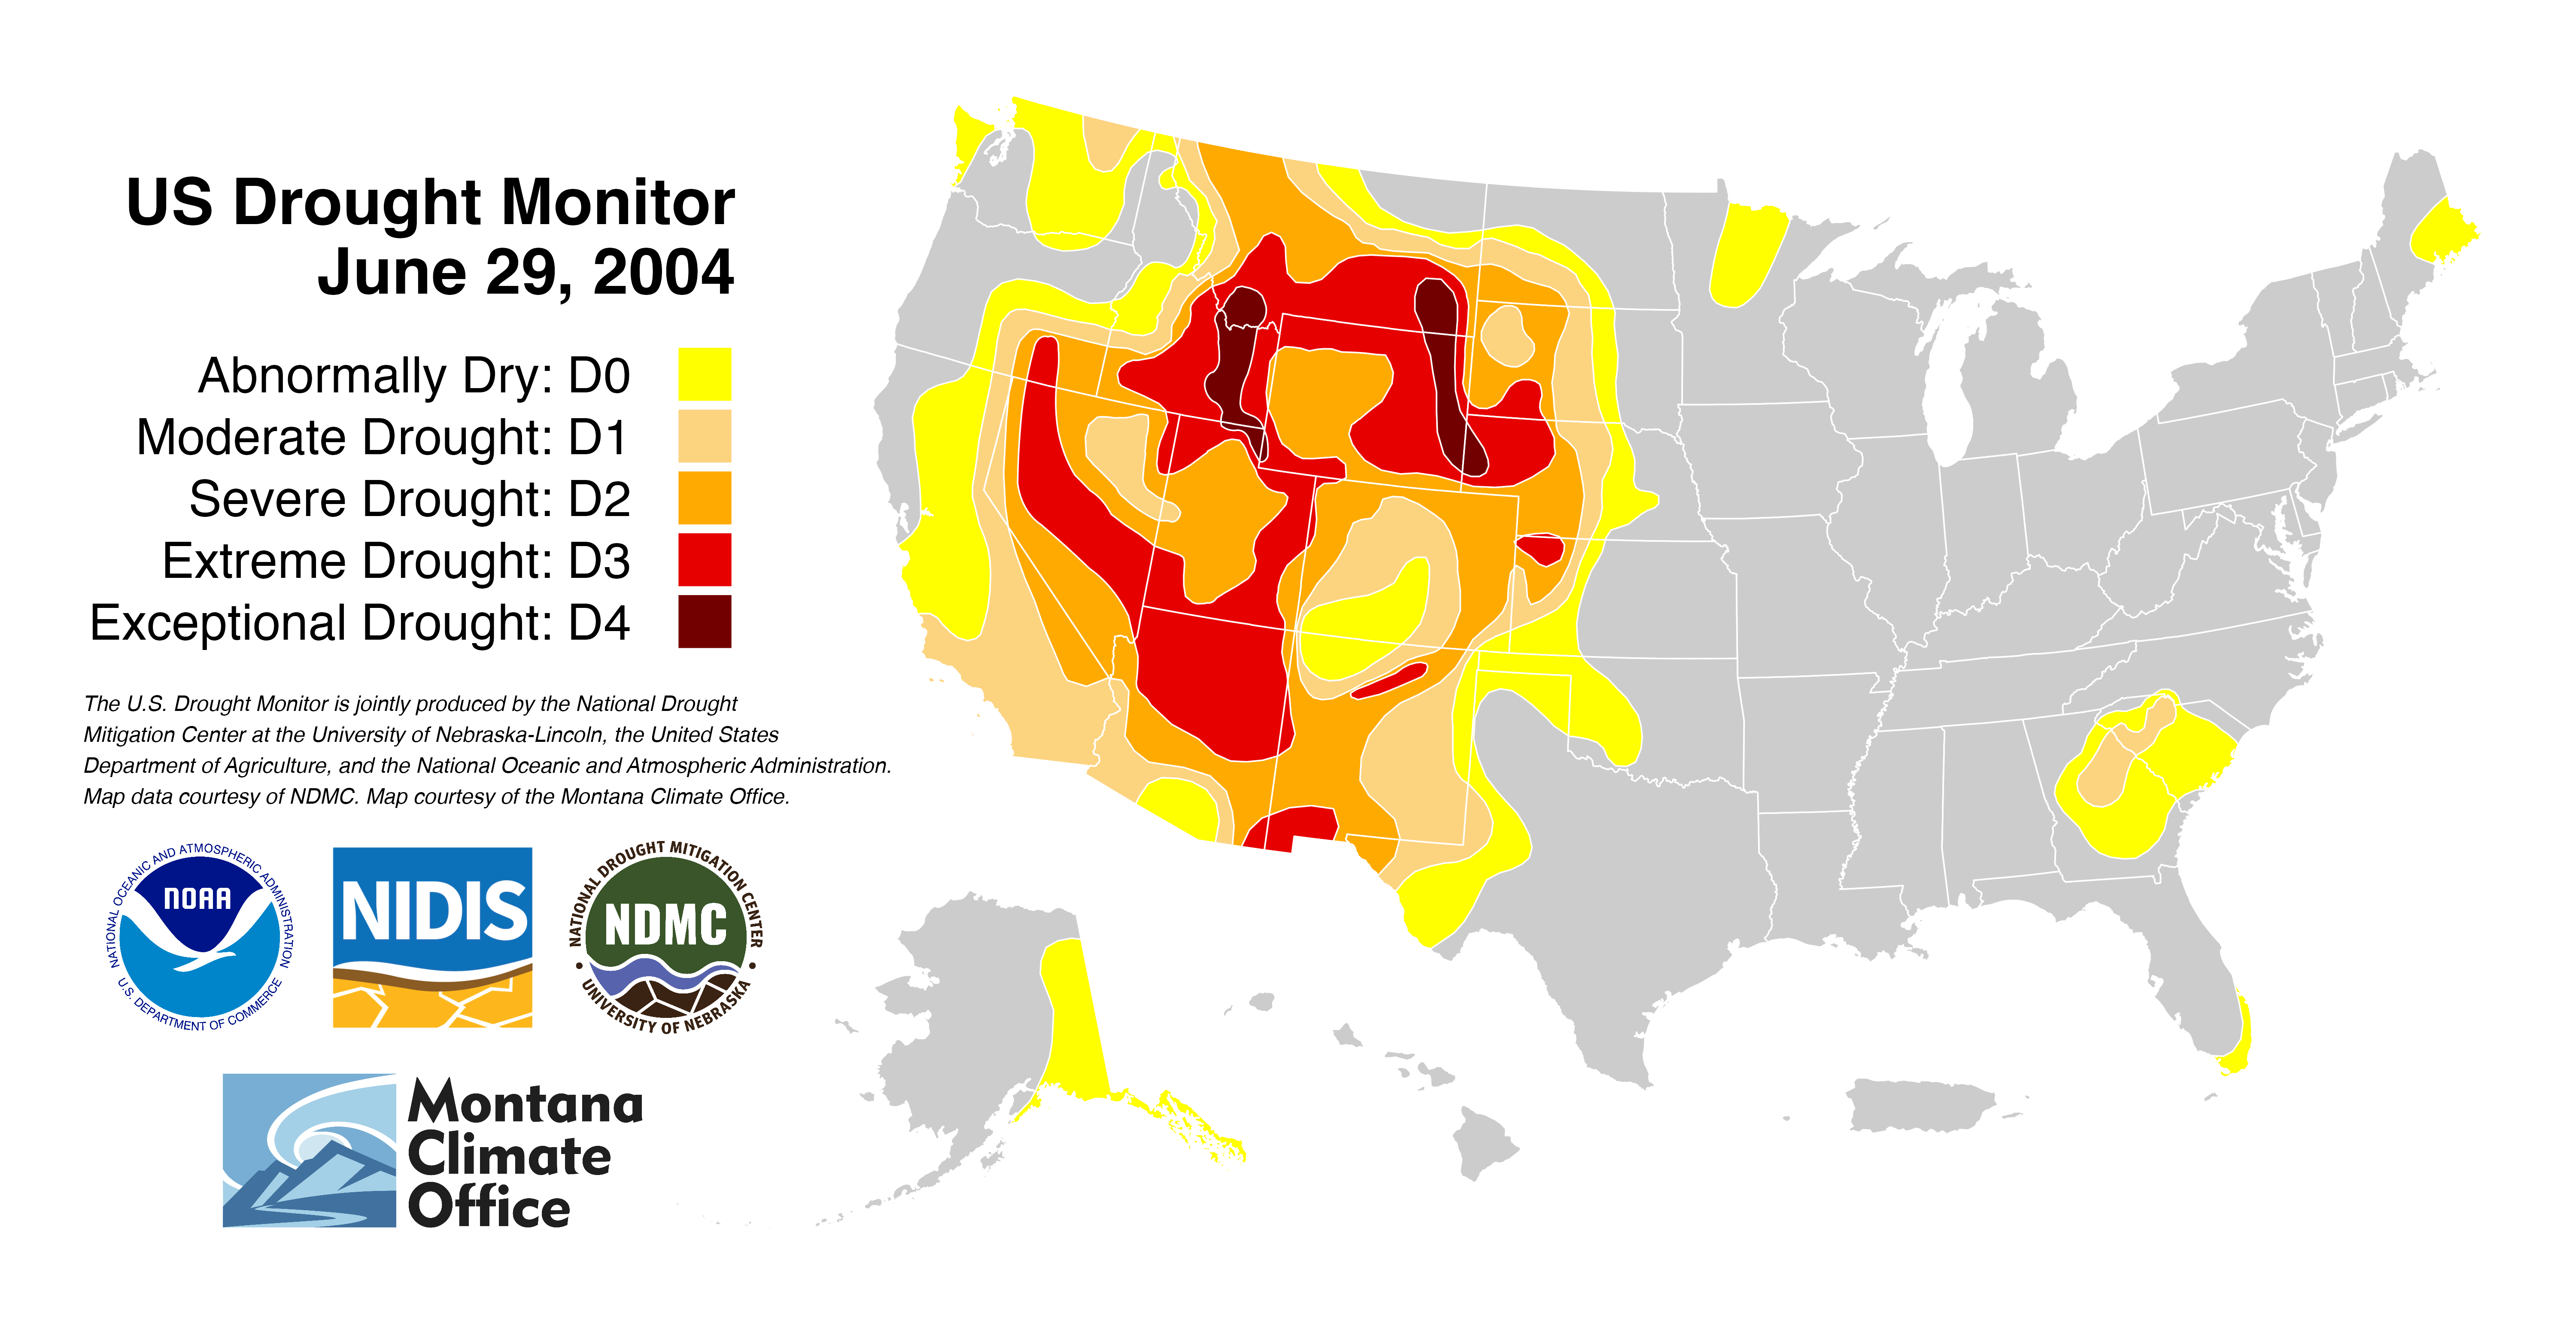 US Drought Monitor
June 29, 2004
Abnormally Dry: D0
Moderate Drought: D1
Severe Drought: D2
Extreme Drought: D3
Exceptional Drought: D4
The U.S. Drought Monitor is jointly produced by the National Drought
Mitigation Center at the University of Nebraska-Lincoln, the United States
Department of Agriculture, and the National Oceanic and Atmospheric Administration.
Map data courtesy of NDMC. Map courtesy of the Montana Climate Office.
NATIONAL OCEANIC AND ATMOSPHERIC ADMINISTRATION
NOAA
U.S. DEPARTMENT OF COMMERCE
NIDIS
NATIONAL DROUGHT MITIGATION CENTER
NDMC
• UNIVERSITY OF NEBRASKA •
Montana
Climate
Office